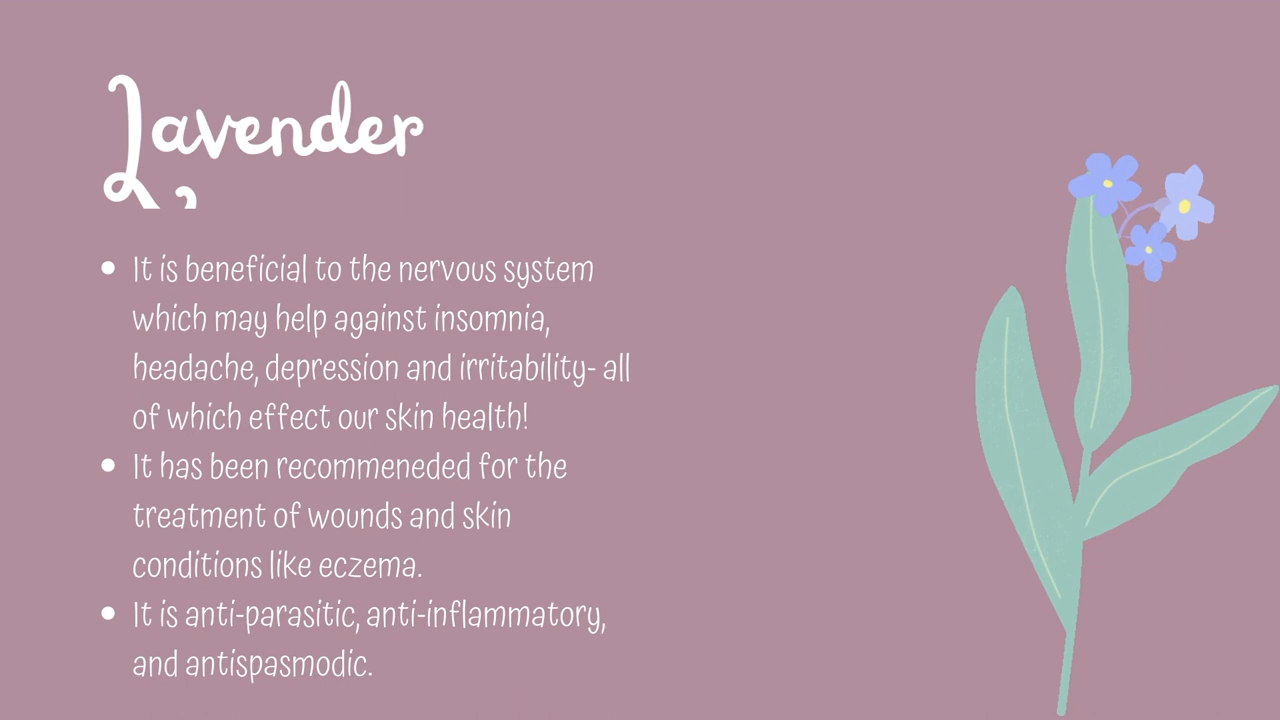 Lavender
It is beneficial to the nervous system
which may help against insomnia,
headache, depression and irritability- all
of which effect our skin health!
It has been recommeneded for the
treatment of wounds and skin
conditions like eczema.
It is anti-parasitic, anti-inflammatory,
and antispasmodic.